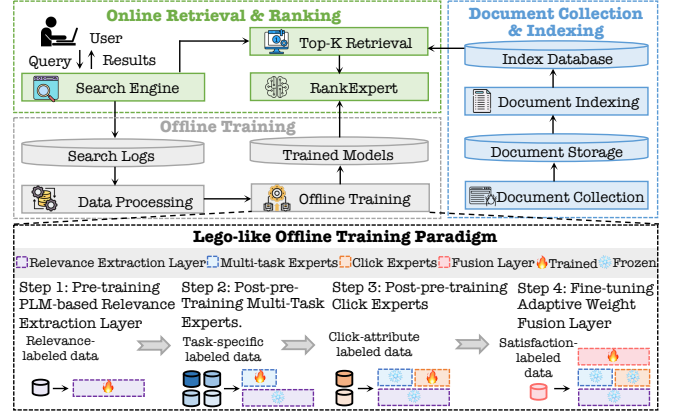 Online Retrieval & Ranking
User
Query
Results
Search Engine
Top-K Retrieval
RankExpert
Document Collection
& Indexing
Index Database
Document Indexing
Document Storage
Document Collection
Offline Training
Search Logs
Data Processing
Trained Models
Offline Training
Lego-like Offline Training Paradigm
Relevance Extraction Layer
Multi-task Experts
Click Experts
Fusion Layer
Trained
Frozen
Step 1: Pre-training
PLM-based Relevance
Extraction Layer
Relevance-
labeled data
Step 2: Post-pre-
Training Multi-Task
Experts.
Task-specific
labeled data
Step 3: Post-pre-training
Click Experts
Click-attribute
labeled data
Step 4: Fine-tuning
Adaptive Weight
Fusion Layer
Satisfaction-
labeled
data